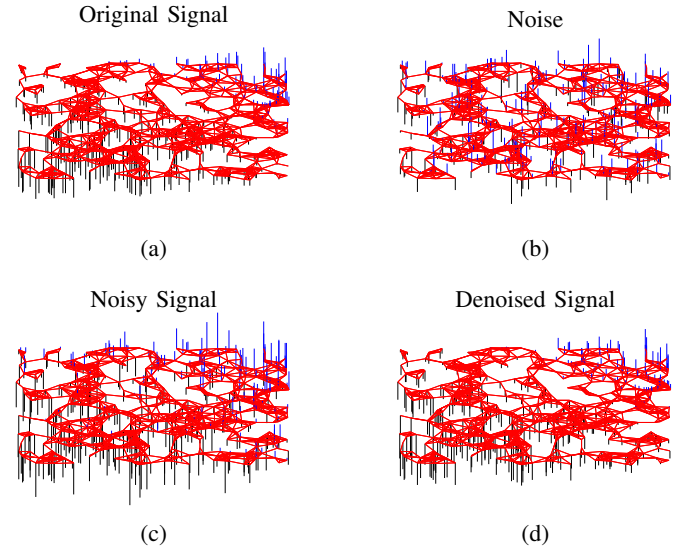 Original Signal
Noise
(a)
(b)
Noisy Signal
Denoised Signal
(c)
(d)